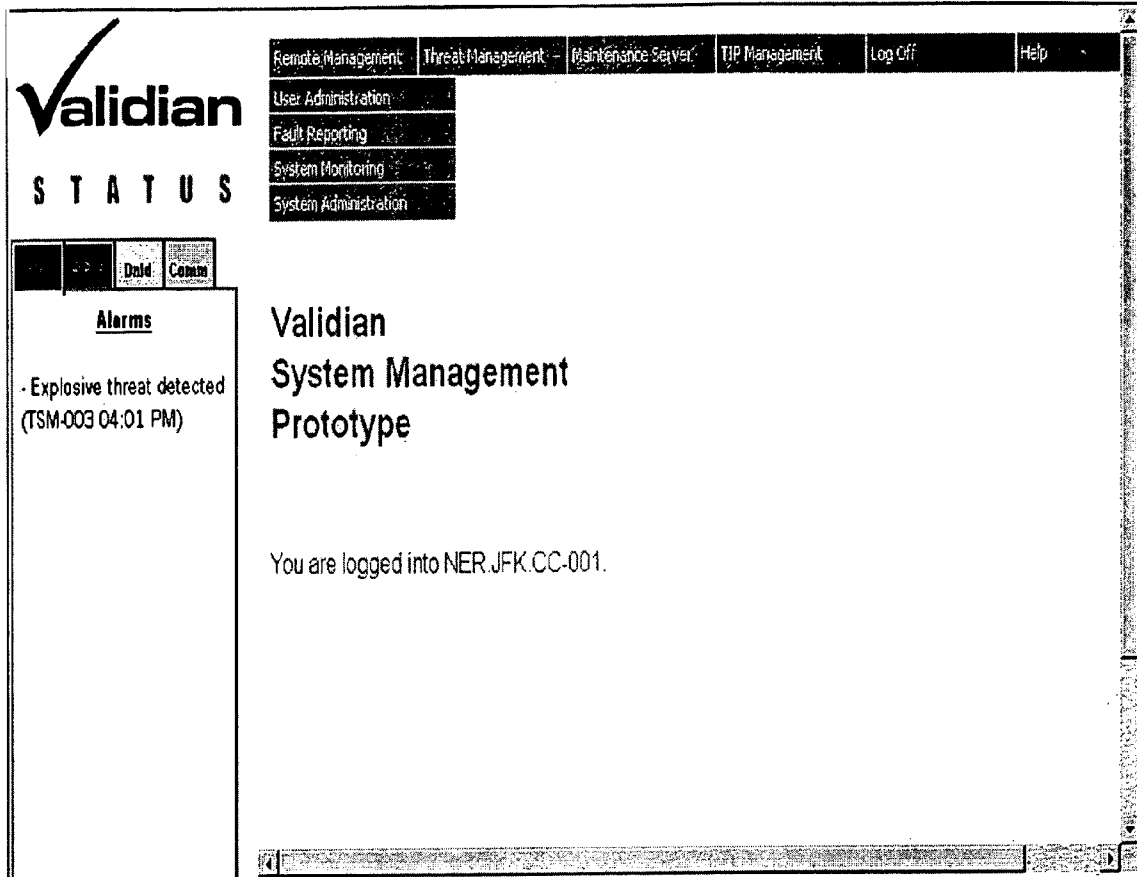 Validian
STATUS
Remote Management Threat Management Maintenance Server TIP Management Log Off Help
User Administration
Fault Reporting
System Monitoring
System Administration
Dnld Comm
Alarms
- Explosive threat detected
(TSM-003 04:01 PM)
Validian
System Management
Prototype
You are logged into NER.JFK.CC-001.